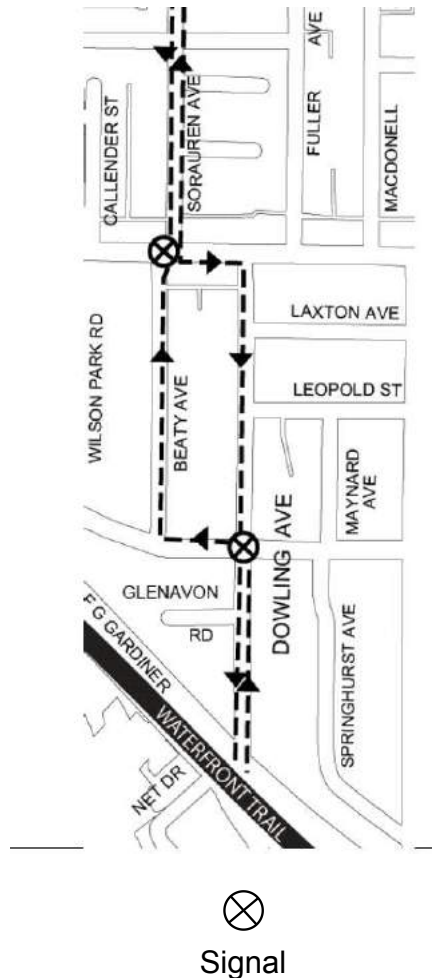 CALLENDER ST
SORAUREN AVE
FULLER
AVE
MACDONELL
LAXTON AVE
WILSON PARK RD
BEATY AVE
LEOPOLD ST
MAYNARD
AVE
DOWLING AVE
GLENAVON
RD
SPRINGHURST AVE
F G GARDINER
WATERFRONT TRAIL
NET DR
Signal